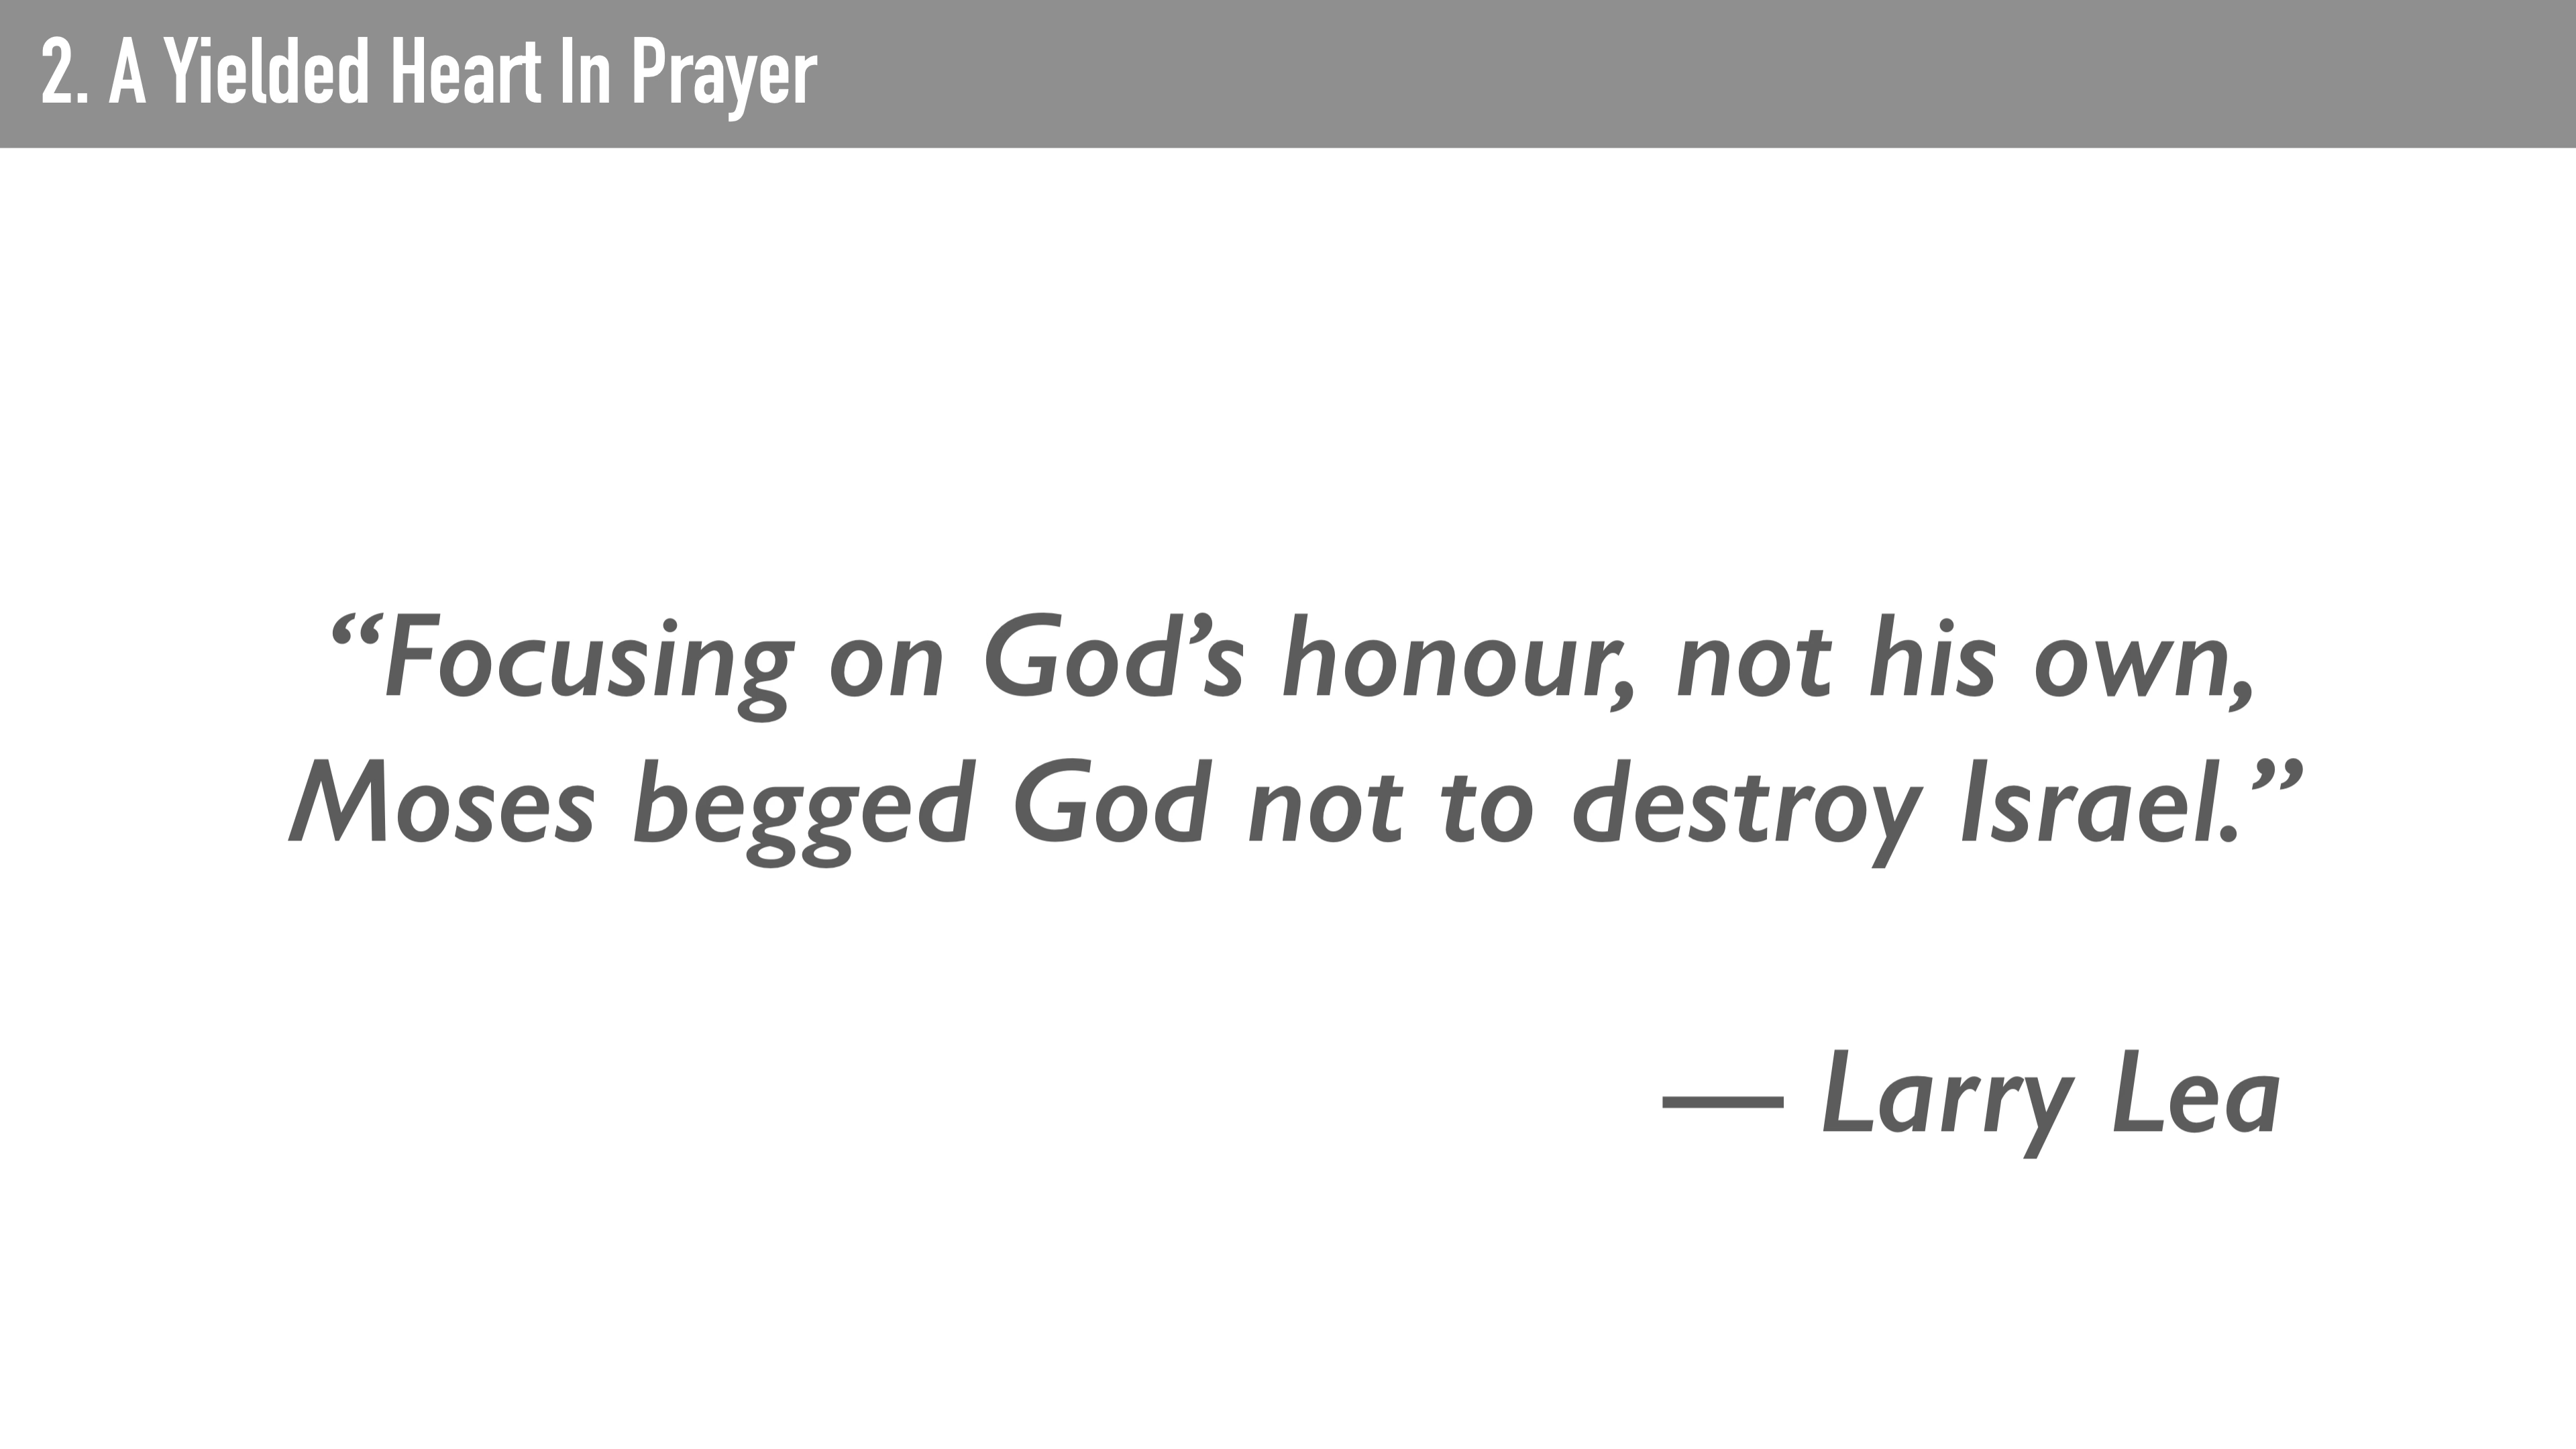 2. A Yielded Heart In Prayer
“Focusing on God’s honour, not his own,
Moses begged God not to destroy Israel.”
— Larry Lea